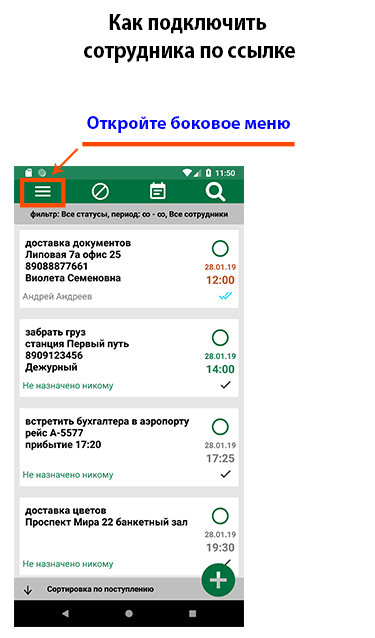 Как подключить
сотрудника по ссылке
Откройте боковое меню
11:50
фильтр: Все статусы, период: ∞ - ∞, Все сотрудники
доставка документов
Липовая 7а офис 25
89088877661
Виолета Семеновна
28.01.19
12:00
Андрей Андреев
забрать груз
станция Первый путь
8909123456
Дежурный
28.01.19
14:00
Не назначено никому
встретить бухгалтера в аэропорту
рейс А-5577
прибытие 17:20
28.01.19
17:25
Не назначено никому
доставка цветов
Проспект Мира 22 банкетный зал
28.01.19
19:30
Не назначено никому
Сортировка по поступлению